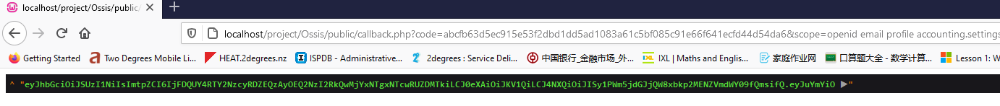 localhost/project/Ossis/public/
localhost/project/Ossis/public/callback.php?code=abcfb63d5ec915e53f2dbd1dd5ad1083a61c5bf085c91e66f641ecfd44d54da6&scope=openid email profile accounting.settings
Getting Started Two Degrees Mobile Li... HEAT.2degrees.nz ISPDB - Administrative... 2degrees : Service Deli... 中国银行_金融市场_外... IXL | Maths and Englis... 家庭作业网 口算题大全 - 数学计算... Lesson 1: W
^ "eyJhbGciOiJSUzI1NiIsImtpZCI6IjFDQUY4RTY2NzcyRDZEQzAyOEQ2NzI2RkQwMjYxNTgxNTcwRUZDMTkiLCJ0eXAiOiJKV1QiLCJ4NXQiOiJISy1PWm5jdGJjQW8xbkp2MENZVmdWY09fQmsifQ.eyJuYmYiO ▶"